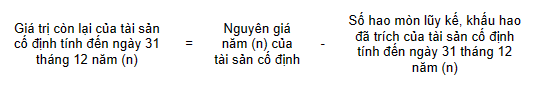 Giá trị còn lại của tài sản
cố định tính đến ngày 31
tháng 12 năm (n)
=
Nguyên giá
năm (n) của
tài sản cố định
-
Số hao mòn lũy kế, khấu hao
đã trích của tài sản cố định
tính đến ngày 31 tháng 12
năm (n)